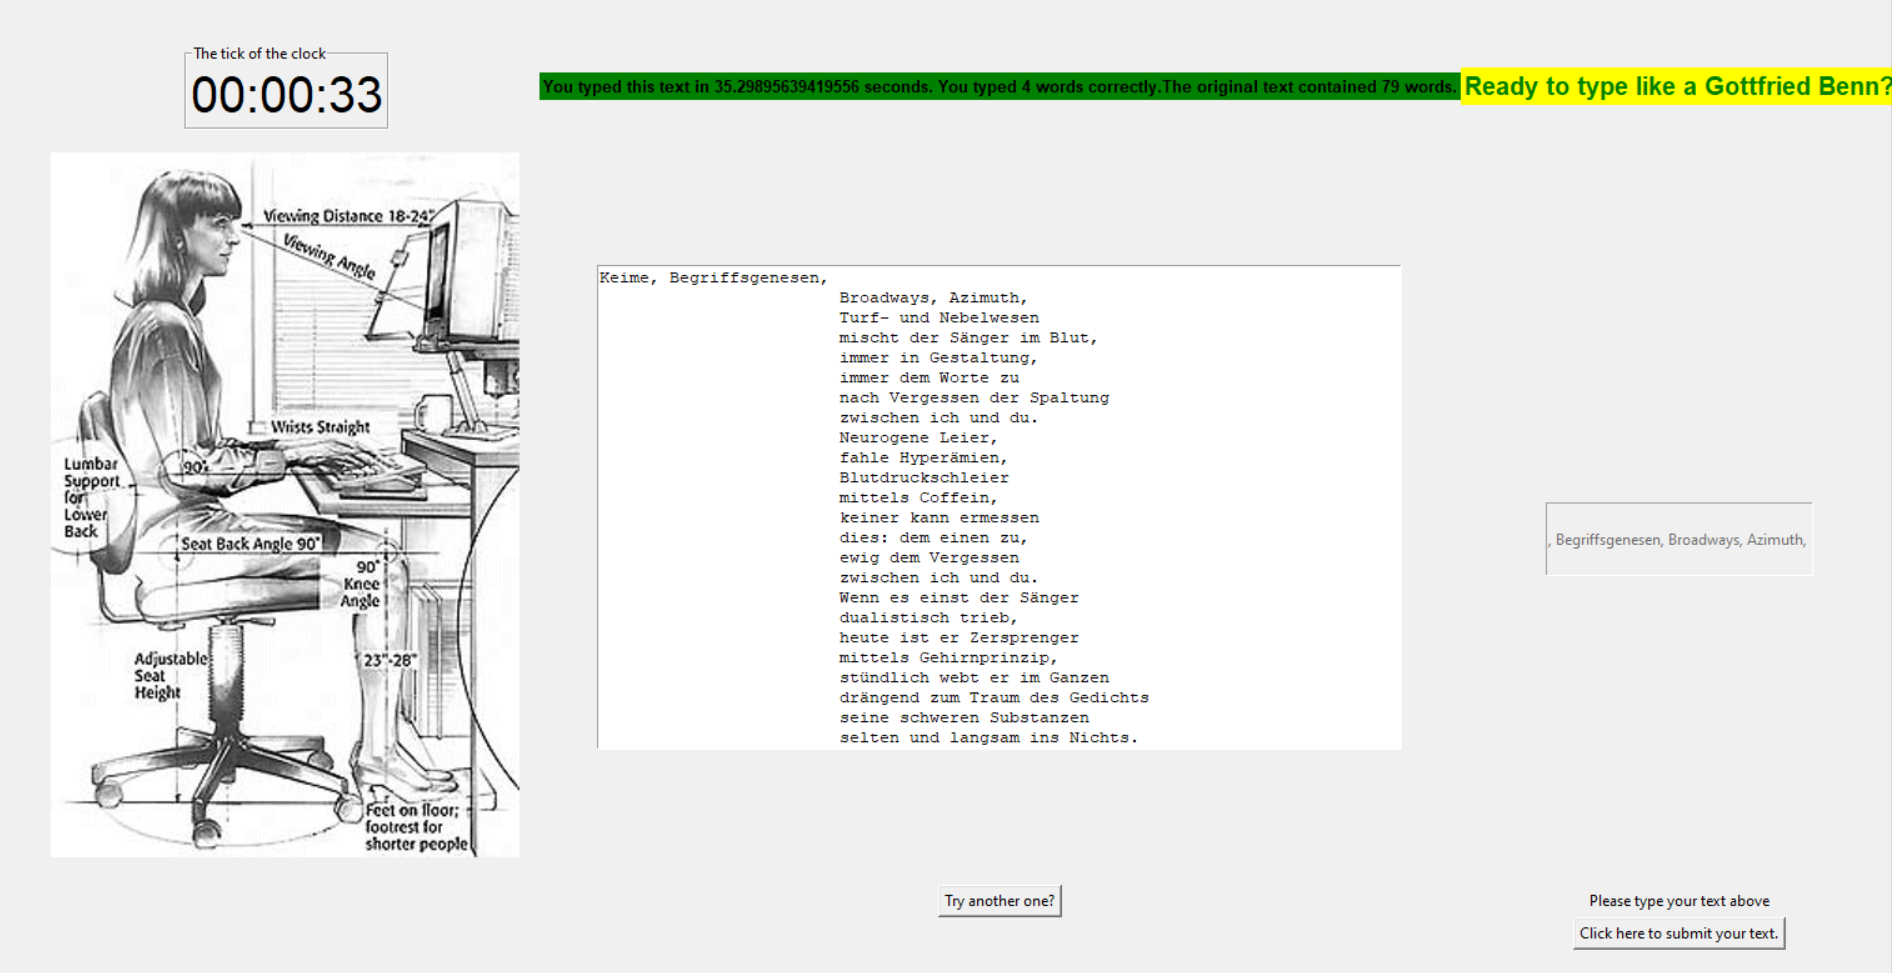 The tick of the clock
00:00:33
You typed this text in 35.29895639419556 seconds. You typed 4 words correctly.The original text contained 79 words.
Ready to type like a Gottfried Benn?
Viewing Distance 18-24"
Viewing Angle
Wrists Straight
90°
Lumbar
Support
for
Lower
Back
Seat Back Angle 90°
90°
Knee
Angle
Adjustable
Seat
Height
23"-28"
Feet on floor;
footrest for
shorter people
Keime, Begriffsgenesen,
Broadways, Azimuth,
Turf- und Nebelwesen
mischt der Sänger im Blut,
immer in Gestaltung,
immer dem Worte zu
nach Vergessen der Spaltung
zwischen ich und du.
Neurogene Leier,
fahle Hyperämien,
Blutdruckschleier
mittels Coffein,
keiner kann ermessen
dies: dem einen zu,
ewig dem Vergessen
zwischen ich und du.
Wenn es einst der Sänger
dualistisch trieb,
heute ist er Zersprenger
mittels Gehirnprinzip,
stündlich webt er im Ganzen
drängend zum Traum des Gedichts
seine schweren Substanzen
selten und langsam ins Nichts.
, Begriffsgenesen, Broadways, Azimuth,
Try another one?
Please type your text above
Click here to submit your text.